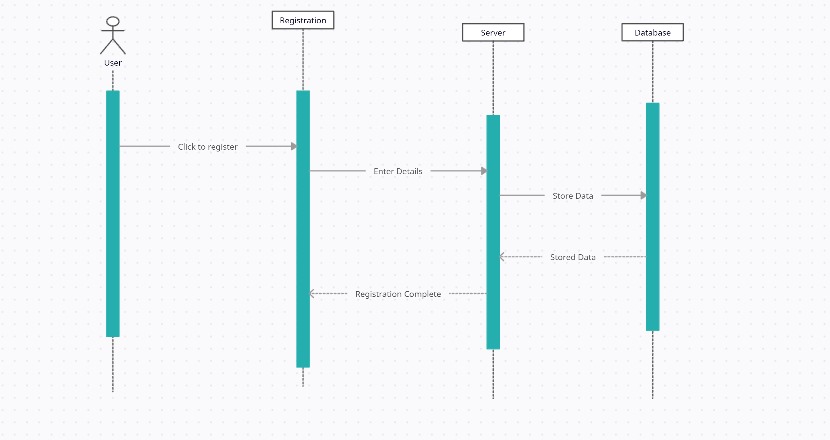 Registration
Server
Database
User
Click to register
Enter Details
Store Data
Stored Data
Registration Complete